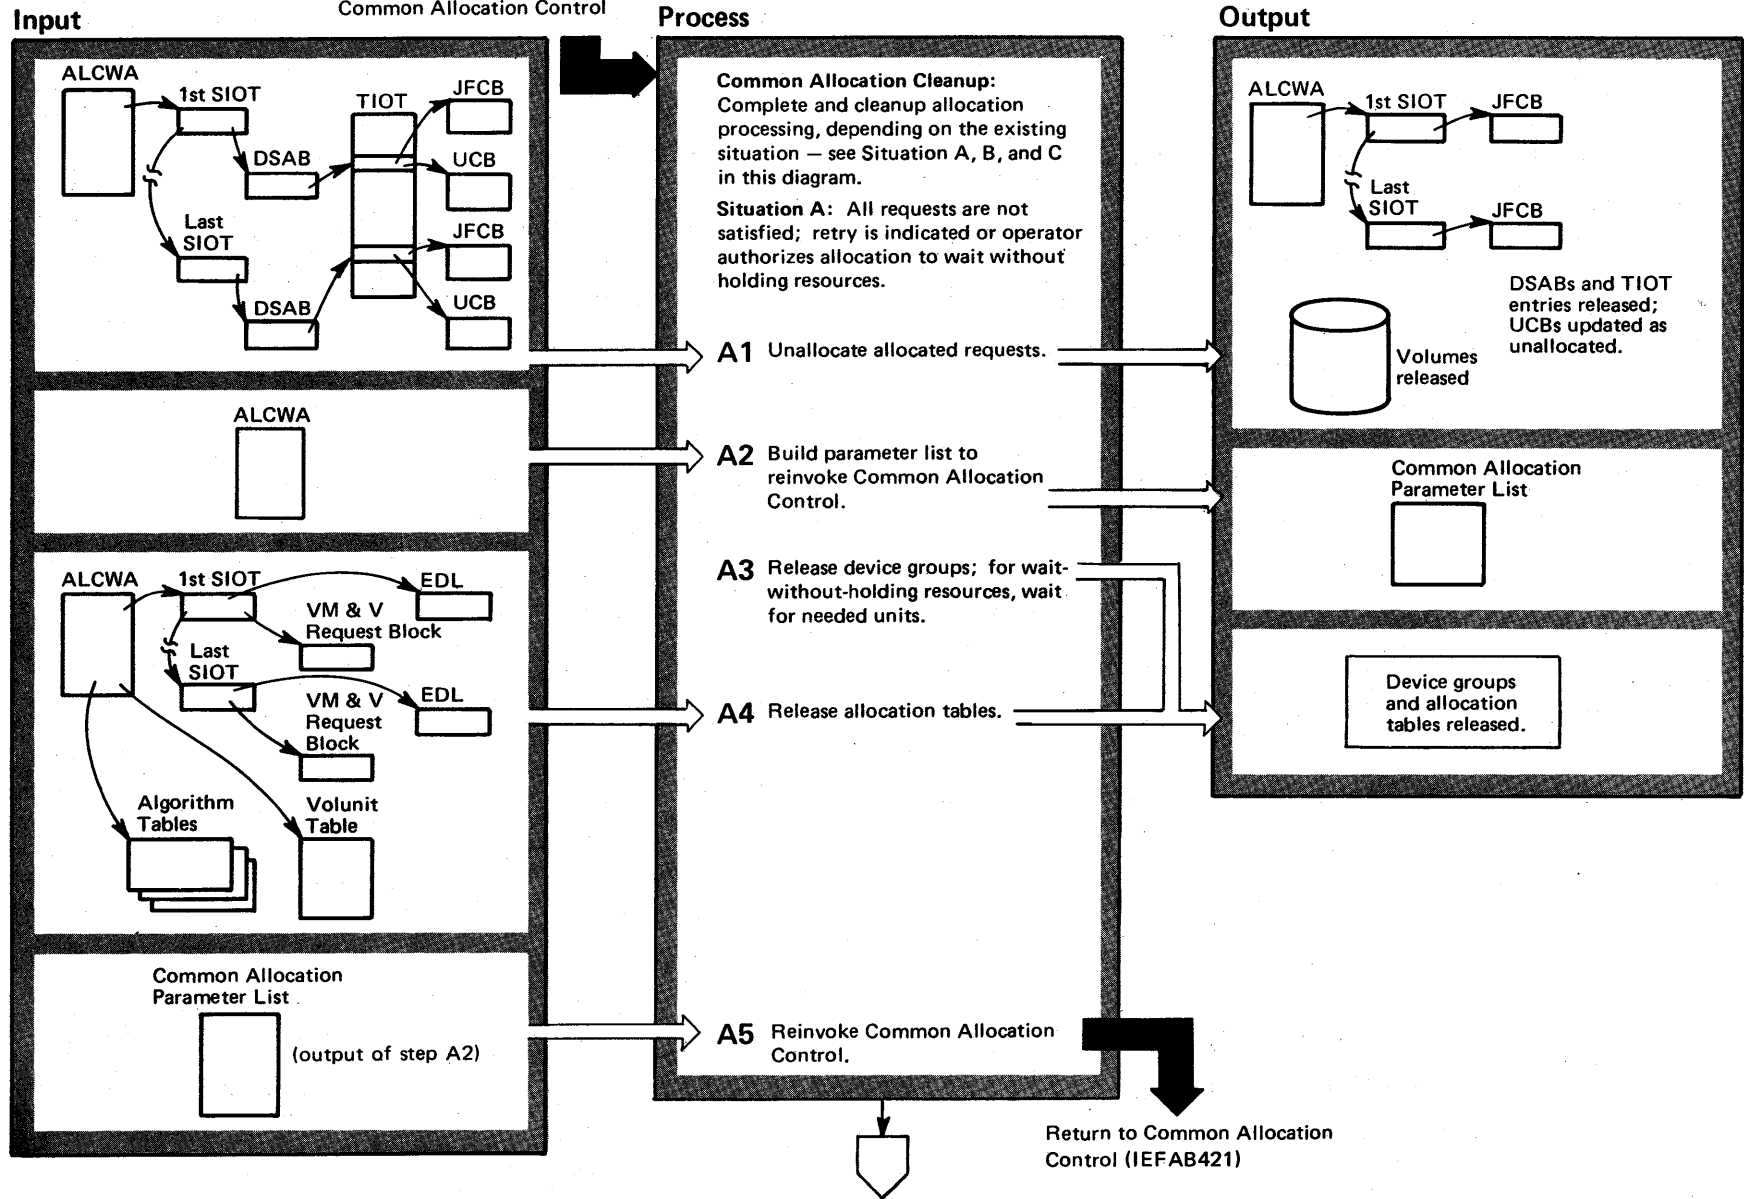 Common Allocation Control
Input
Process
Output
ALCWA
1st SIOT
TIOT
JFCB
DSAB
UCB
Last
SIOT
JFCB
DSAB
UCB
ALCWA
ALCWA
1st SIOT
EDL
VM & V
Request Block
Last
SIOT
VM & V
Request
Block
EDL
Algorithm
Tables
Volunit
Table
Common Allocation
Parameter List
(output of step A2)
Common Allocation Cleanup:
Complete and cleanup allocation
processing, depending on the existing
situation — see Situation A, B, and C
in this diagram.
Situation A: All requests are not
satisfied; retry is indicated or operator
authorizes allocation to wait without
holding resources.
A1 Unallocate allocated requests.
A2 Build parameter list to
reinvoke Common Allocation
Control.
A3 Release device groups; for wait-
without-holding resources, wait
for needed units.
A4 Release allocation tables.
A5 Reinvoke Common Allocation
Control.
Return to Common Allocation
Control (IEFAB421)
ALCWA
1st SIOT
JFCB
Last
SIOT
JFCB
DSABs and TIOT
entries released;
UCBs updated as
unallocated.
Volumes
released
Common Allocation
Parameter List
Device groups
and allocation
tables released.